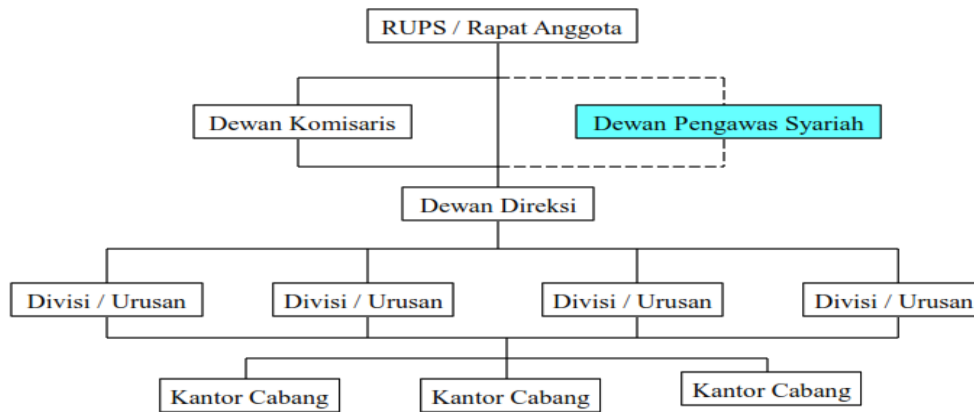 RUPS / Rapat Anggota
Dewan Komisaris
Dewan Pengawas Syariah
Dewan Direksi
Divisi / Urusan
Divisi / Urusan
Divisi / Urusan
Divisi / Urusan
Kantor Cabang
Kantor Cabang
Kantor Cabang